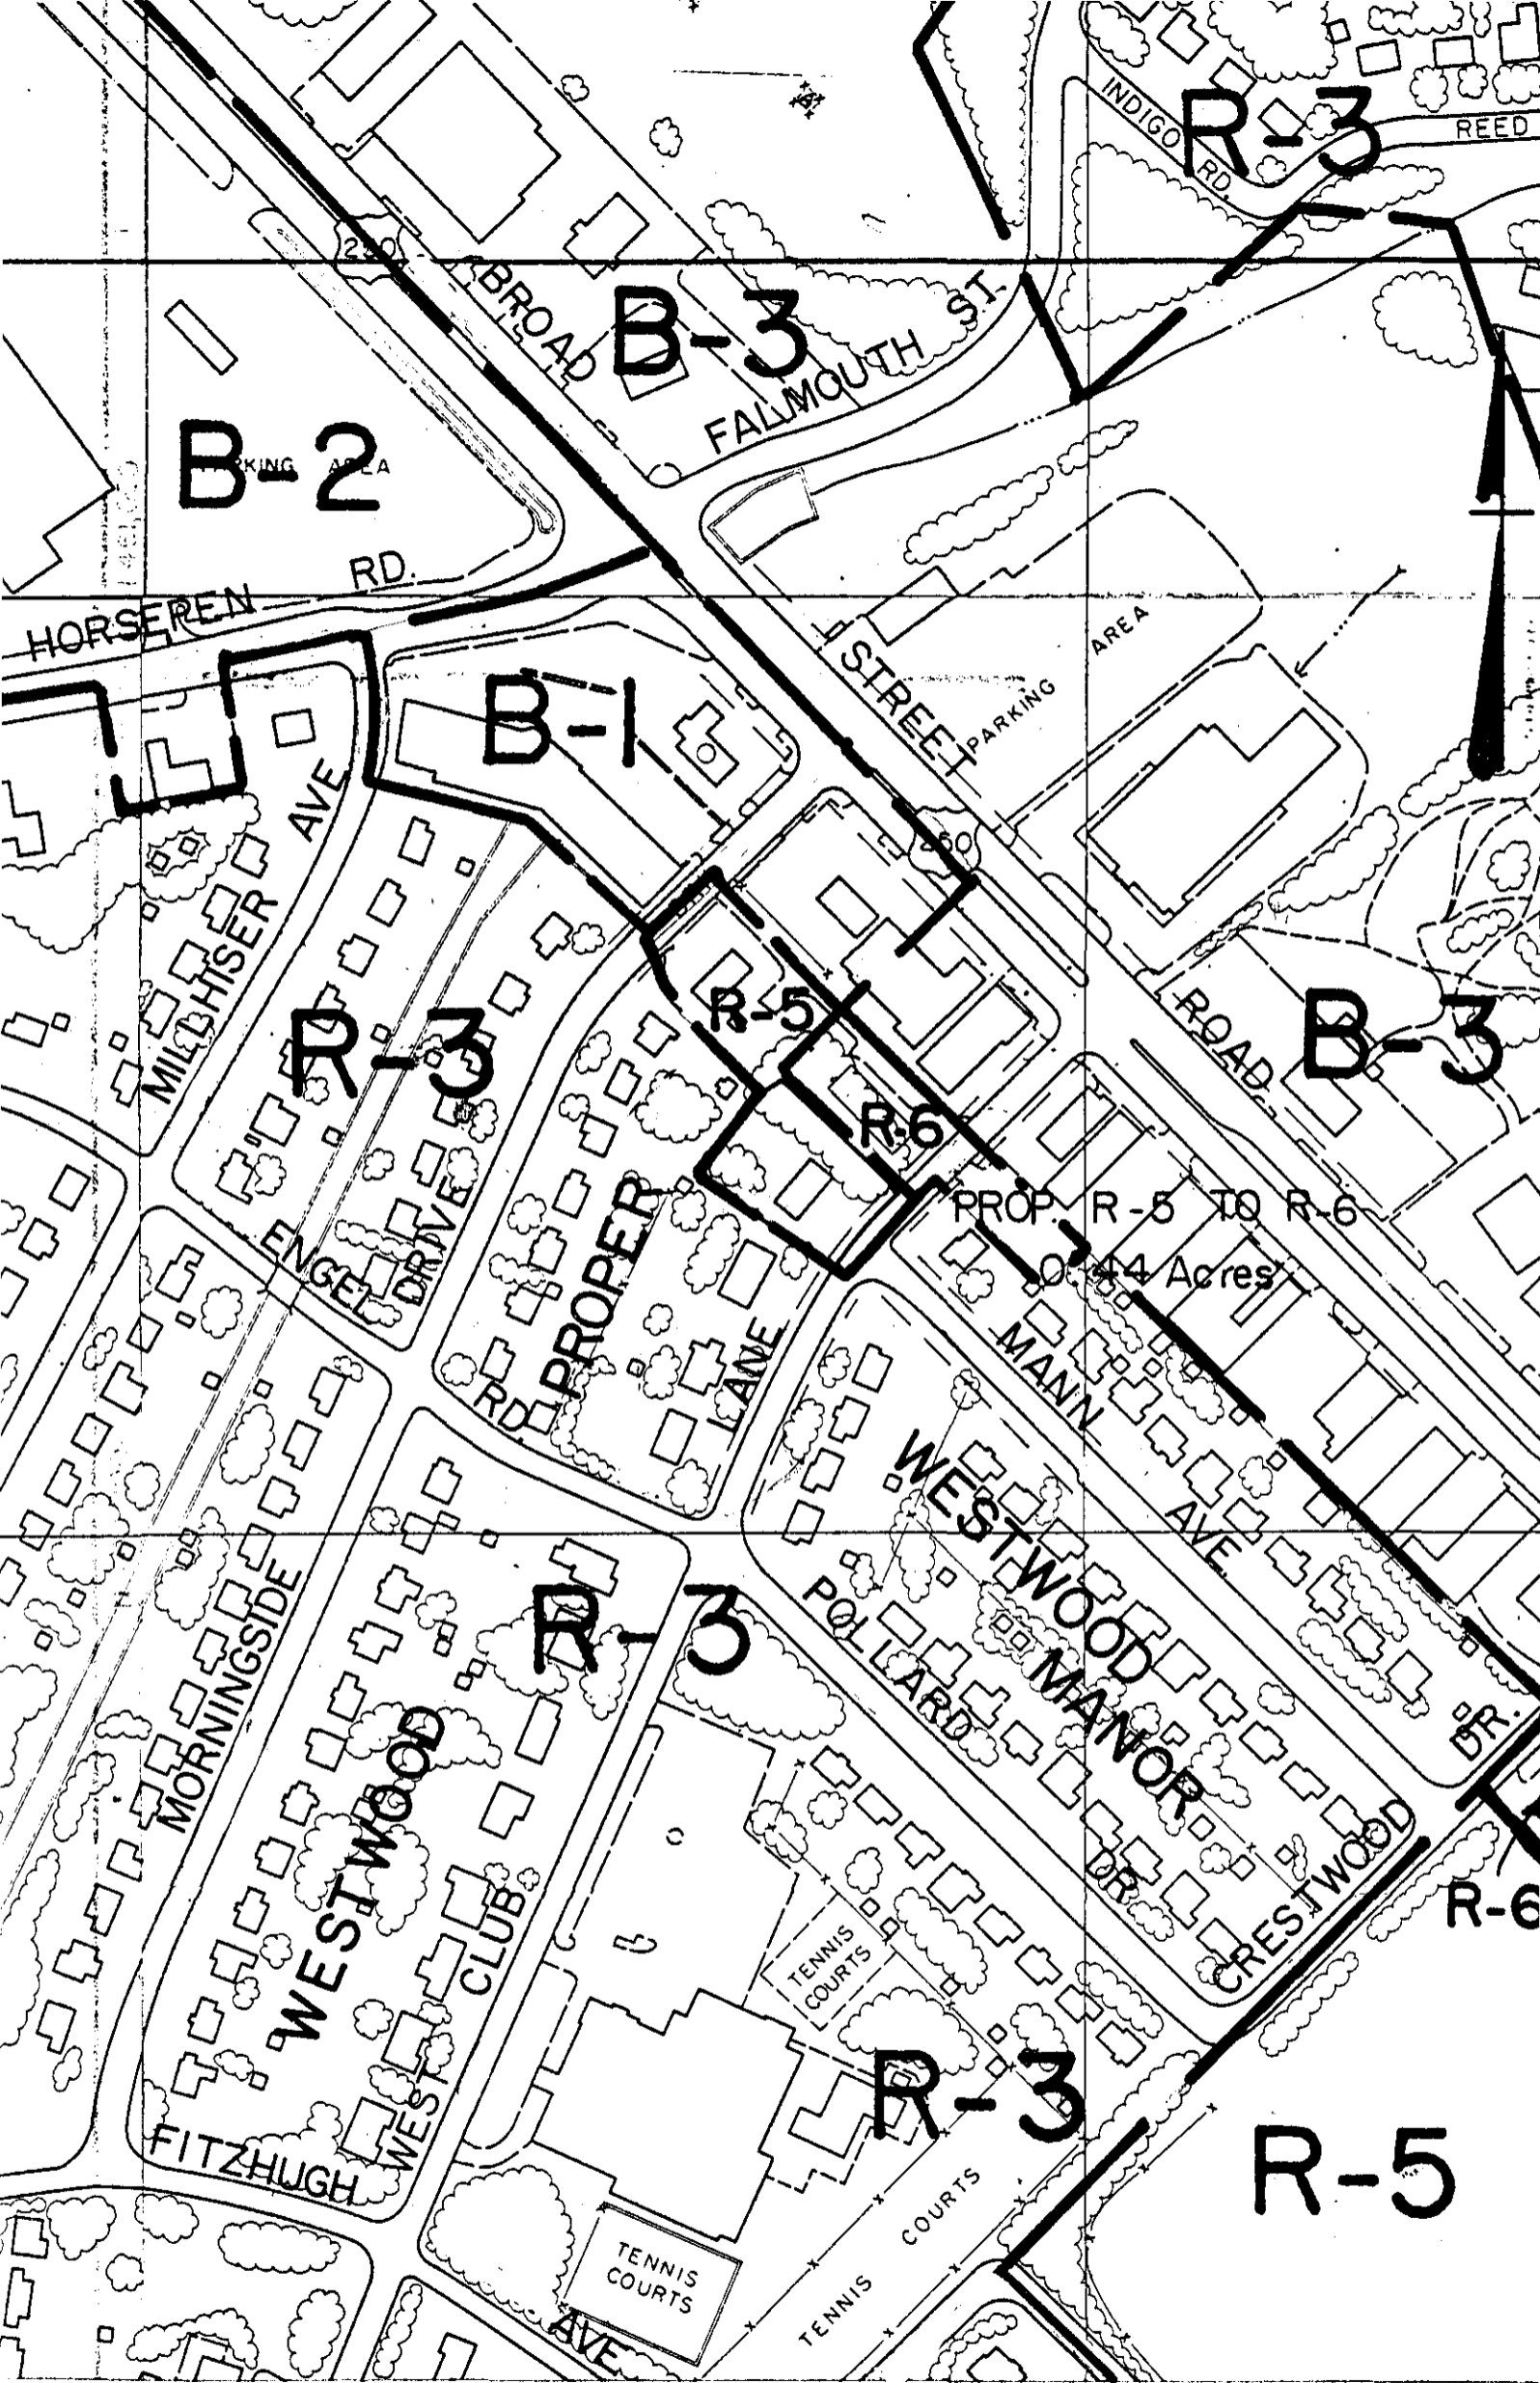 INDIGO
RD.
R-3
REED
250
BROAD
B-3
FALMOUTH ST.
B-2
AREA
HORSEPEN RD.
B-1
STREET
PARKING AREA
250
AVE
MILLHISER
R-3
R-5
ROAD
B-3
R-6
PROP. R-5 TO R-6
0.44 Acres
ENGEL
DRIVE
PROPER
RD.
LANE
MANN
AVE.
WESTWOOD
MANOR
R-3
POLLARD
DR.
MORNINGSIDE
WESTWOOD
DR.
CRESTWOOD
R-6
CLUB
WEST
TENNIS
COURTS
R-3
R-5
FITZHUGH
TENNIS
COURTS
TENNIS COURTS
AVE